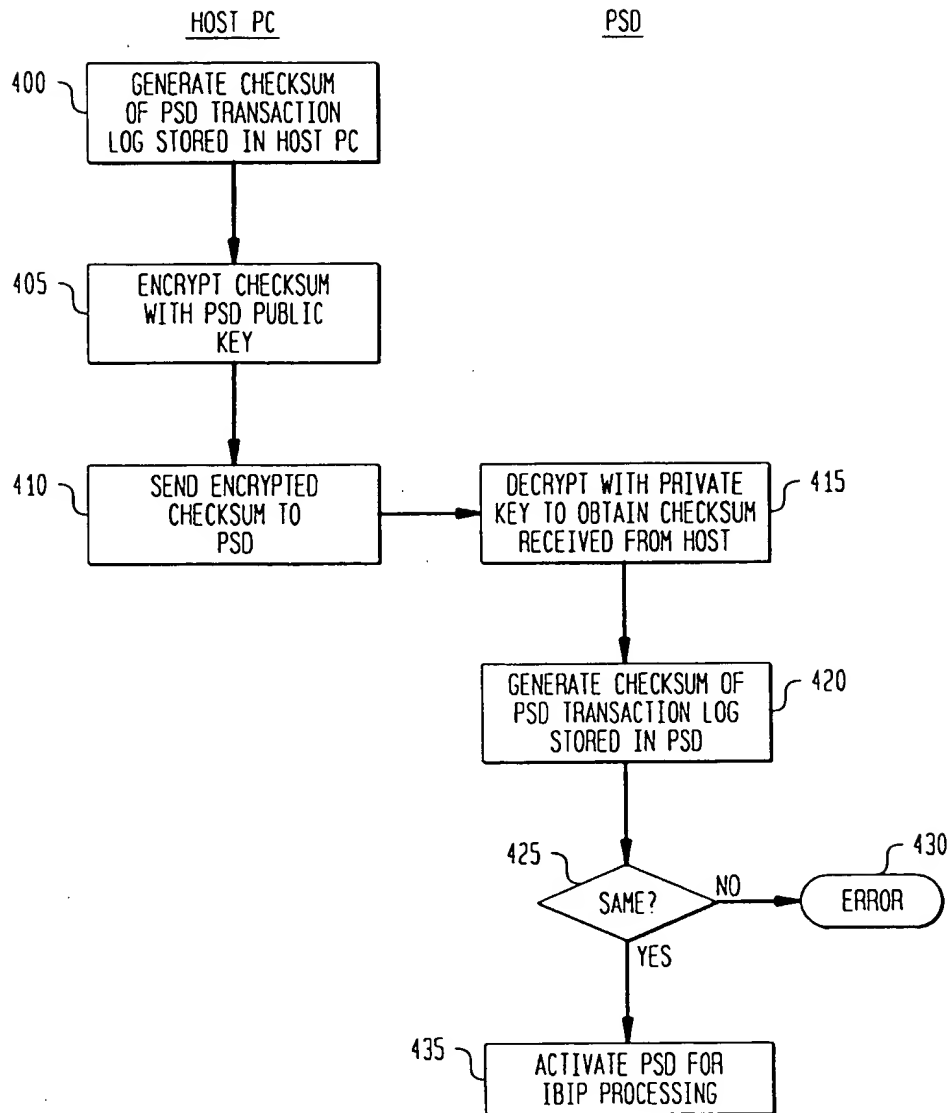 HOST PC
PSD
400
GENERATE CHECKSUM
OF PSD TRANSACTION
LOG STORED IN HOST PC
405
ENCRYPT CHECKSUM
WITH PSD PUBLIC
KEY
410
SEND ENCRYPTED
CHECKSUM TO
PSD
DECRYPT WITH PRIVATE
KEY TO OBTAIN CHECKSUM
RECEIVED FROM HOST
415
GENERATE CHECKSUM OF
PSD TRANSACTION LOG
STORED IN PSD
420
425
SAME?
NO
430
ERROR
YES
435
ACTIVATE PSD FOR
IBIP PROCESSING